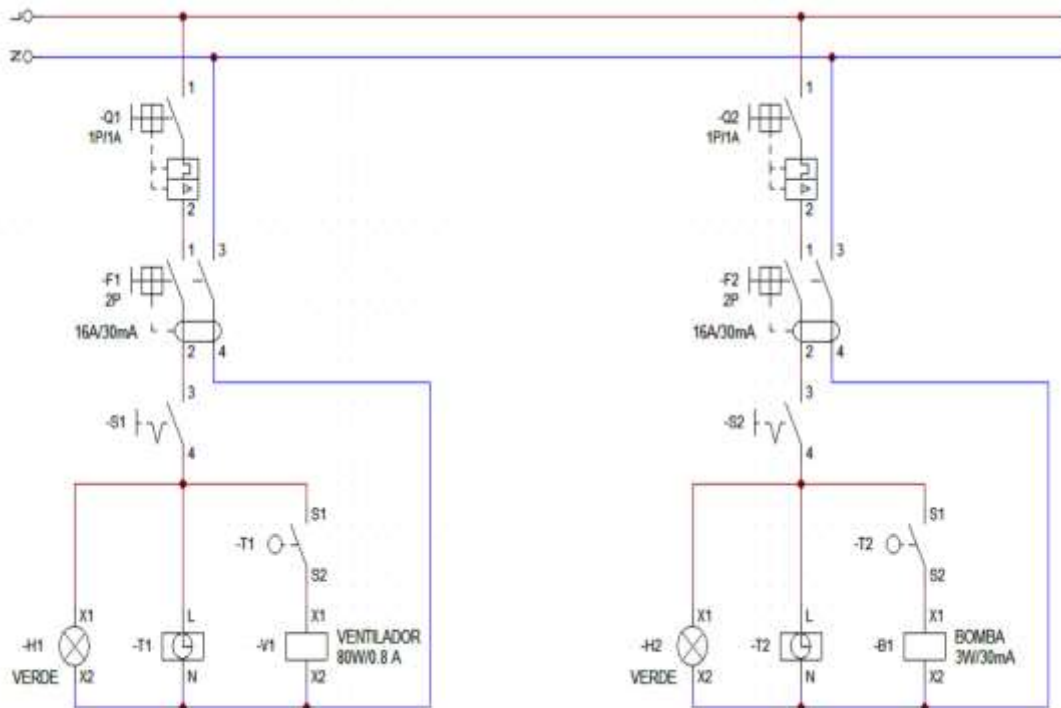 L
N
1
1
-Q1
1P/1A
-Q2
1P/1A
2
2
1 3
1 3
-F1
2P
-F2
2P
16A/30mA
16A/30mA
2 4
2 4
3
3
-S1
-S2
4
4
S1
S1
-T1
-T2
S2
S2
X1 L X1
X1 L X1
-H1 -T1 -V1 VENTILADOR
80W/0.8 A
-H2 -T2 -B1 BOMBA
3W/30mA
VERDE X2 N X2
VERDE X2 N X2